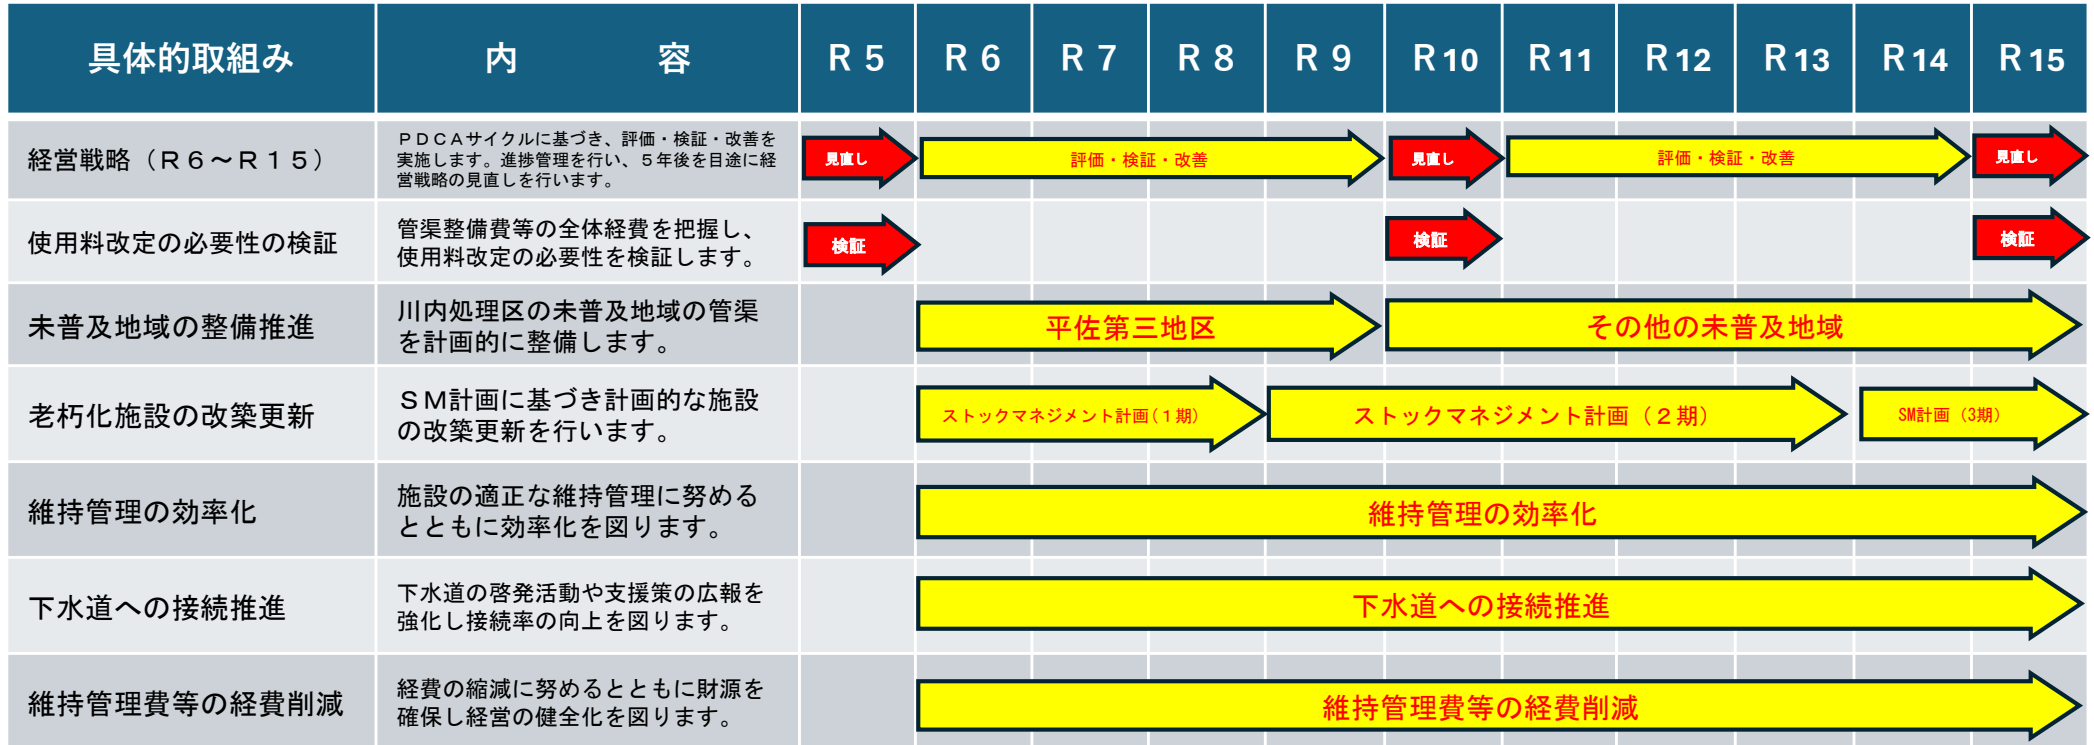 具体的取組み
内 容
R 5
R 6
R 7
R 8
R 9
R10
R11
R12
R13
R14
R15
経営戦略（Ｒ６～Ｒ１５）
ＰＤＣＡサイクルに基づき、評価・検証・改善を
実施します。進捗管理を行い、５年後を目途に経
営戦略の見直しを行います。
見直し
評価・検証・改善
見直し
評価・検証・改善
見直し
使用料改定の必要性の検証
管渠整備費等の全体経費を把握し、
使用料改定の必要性を検証します。
検証
検証
検証
未普及地域の整備推進
川内処理区の未普及地域の管渠
を計画的に整備します。
平佐第三地区
その他の未普及地域
老朽化施設の改築更新
ＳＭ計画に基づき計画的な施設
の改築更新を行います。
ストックマネジメント計画(１期)
ストックマネジメント計画（２期）
SM計画（3期）
維持管理の効率化
施設の適正な維持管理に努める
とともに効率化を図ります。
維持管理の効率化
下水道への接続推進
下水道の啓発活動や支援策の広報を
強化し接続率の向上を図ります。
下水道への接続推進
維持管理費等の経費削減
経費の縮減に努めるとともに財源を
確保し経営の健全化を図ります。
維持管理費等の経費削減